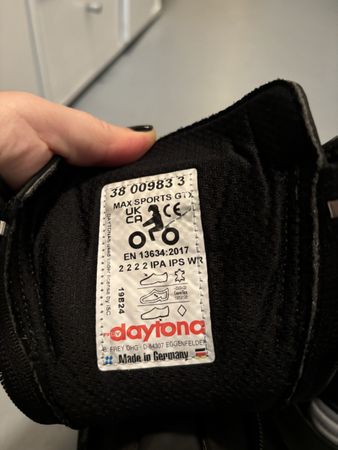 38 00983 3
MAX SPORTS GTX
UK
CA
CE
EN 13634:2017
2 2 2 2 IPA IPS WR
19824
daytona
FREY OHG · D-84307 EGGENFELDEN
Made in Germany